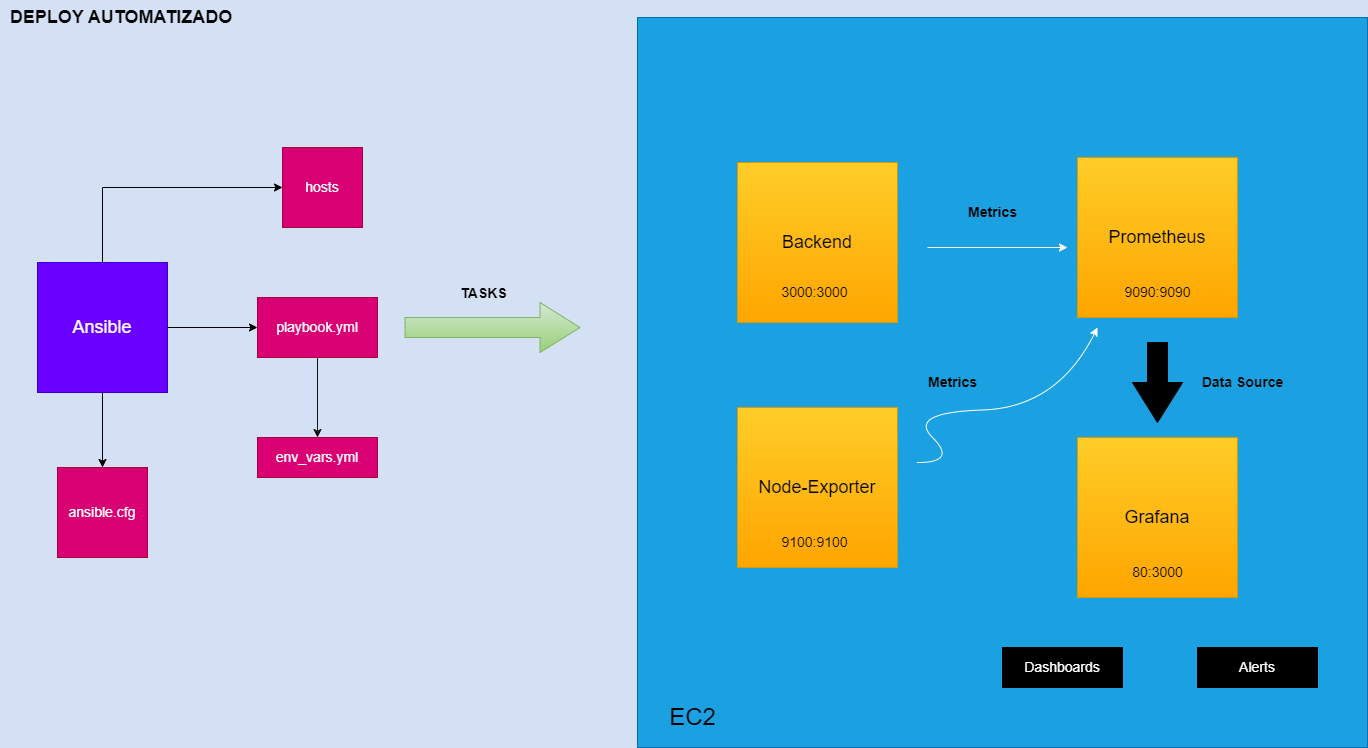 DEPLOY AUTOMATIZADO
hosts
Ansible
playbook.yml
env_vars.yml
ansible.cfg
TASKS
Backend
3000:3000
Metrics
Prometheus
9090:9090
Metrics
Data Source
Node-Exporter
9100:9100
Grafana
80:3000
Dashboards
Alerts
EC2